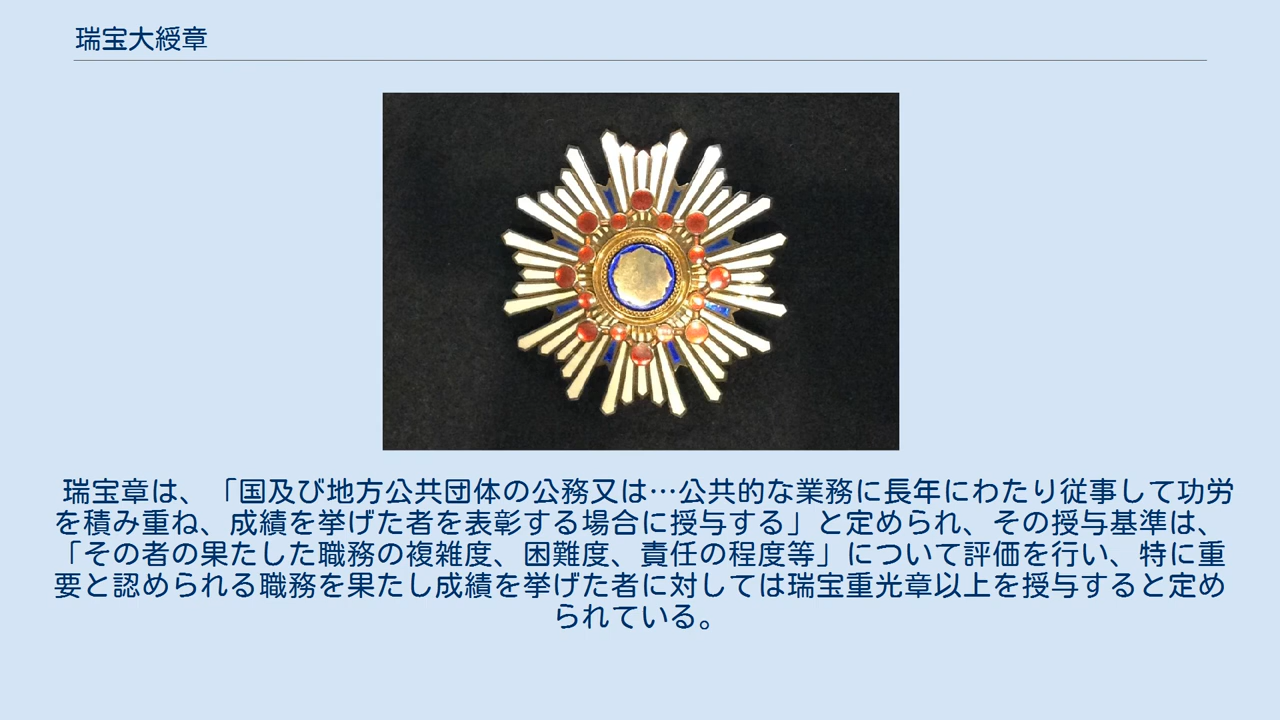 瑞宝大綬章
瑞宝章は、「国及び地方公共団体の公務又は…公共的な業務に長年にわたり従事して功労
を積み重ね、成績を挙げた者を表彰する場合に授与する」と定められ、その授与基準は、
「その者の果たした職務の複雑度、困難度、責任の程度等」について評価を行い、特に重
要と認められる職務を果たし成績を挙げた者に対しては瑞宝重光章以上を授与すると定め
られている。